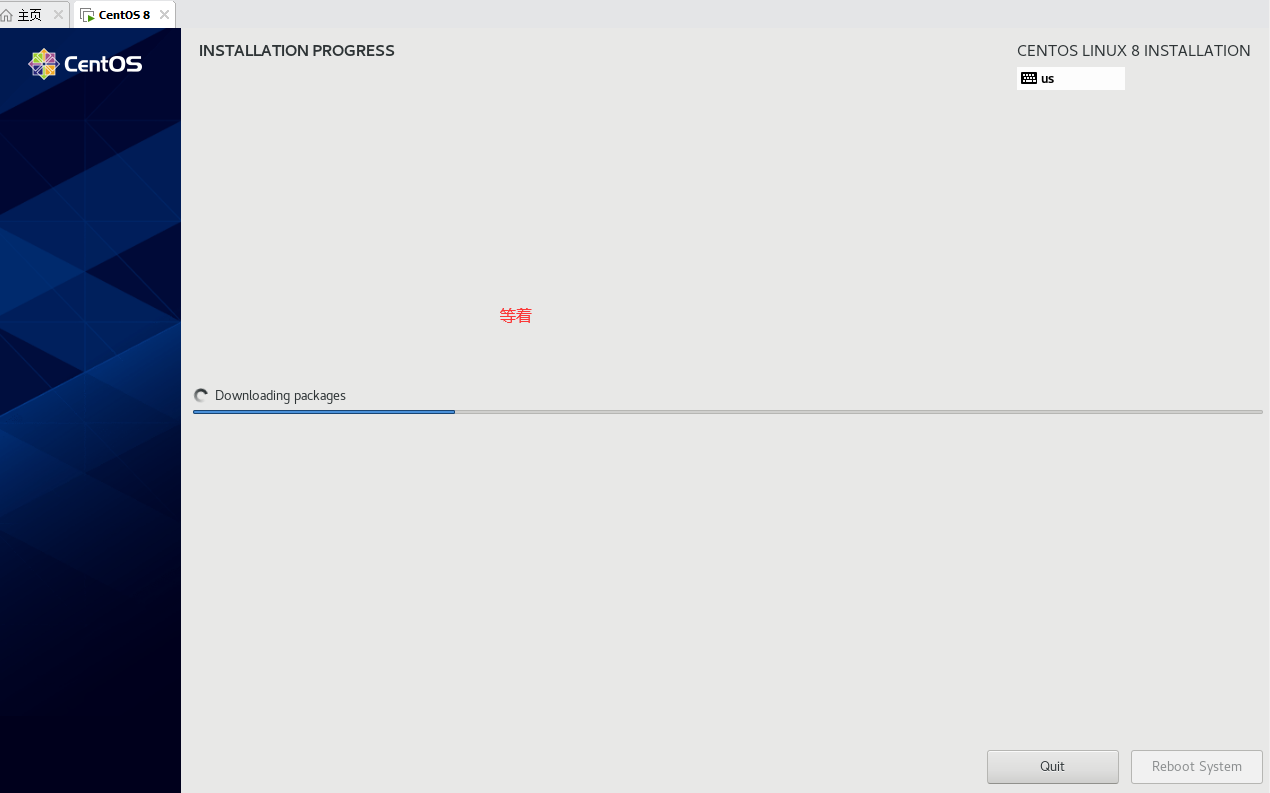 主页
CentOS 8
CentOS
INSTALLATION PROGRESS
CENTOS LINUX 8 INSTALLATION
us
等着
Downloading packages
Quit
Reboot System